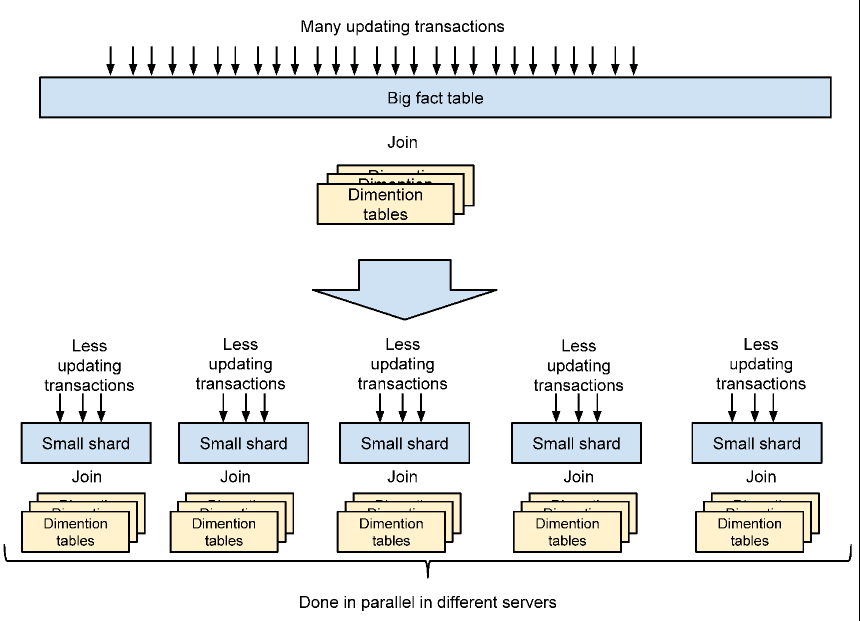 Many updating transactions
Big fact table
Join
Dimention
Dimention
tables
Less
updating
transactions
Less
updating
transactions
Less
updating
transactions
Less
updating
transactions
Less
updating
transactions
Small shard
Small shard
Small shard
Small shard
Small shard
Join
Join
Join
Join
Join
Dimention
tables
Dimention
tables
Dimention
tables
Dimention
tables
Dimention
tables
Done in parallel in different servers